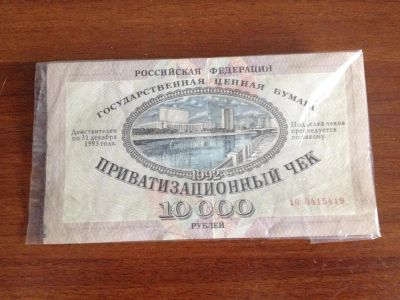 РОССИЙСКАЯ ФЕДЕРАЦИЯ
ГОСУДАРСТВЕННАЯ ЦЕННАЯ БУМАГА
Действителен
по 31 декабря
1993 года.
Подделка чеков
преследуется
по закону.
1992
ПРИВАТИЗАЦИОННЫЙ ЧЕК
10 000
РУБЛЕЙ
10 0415419